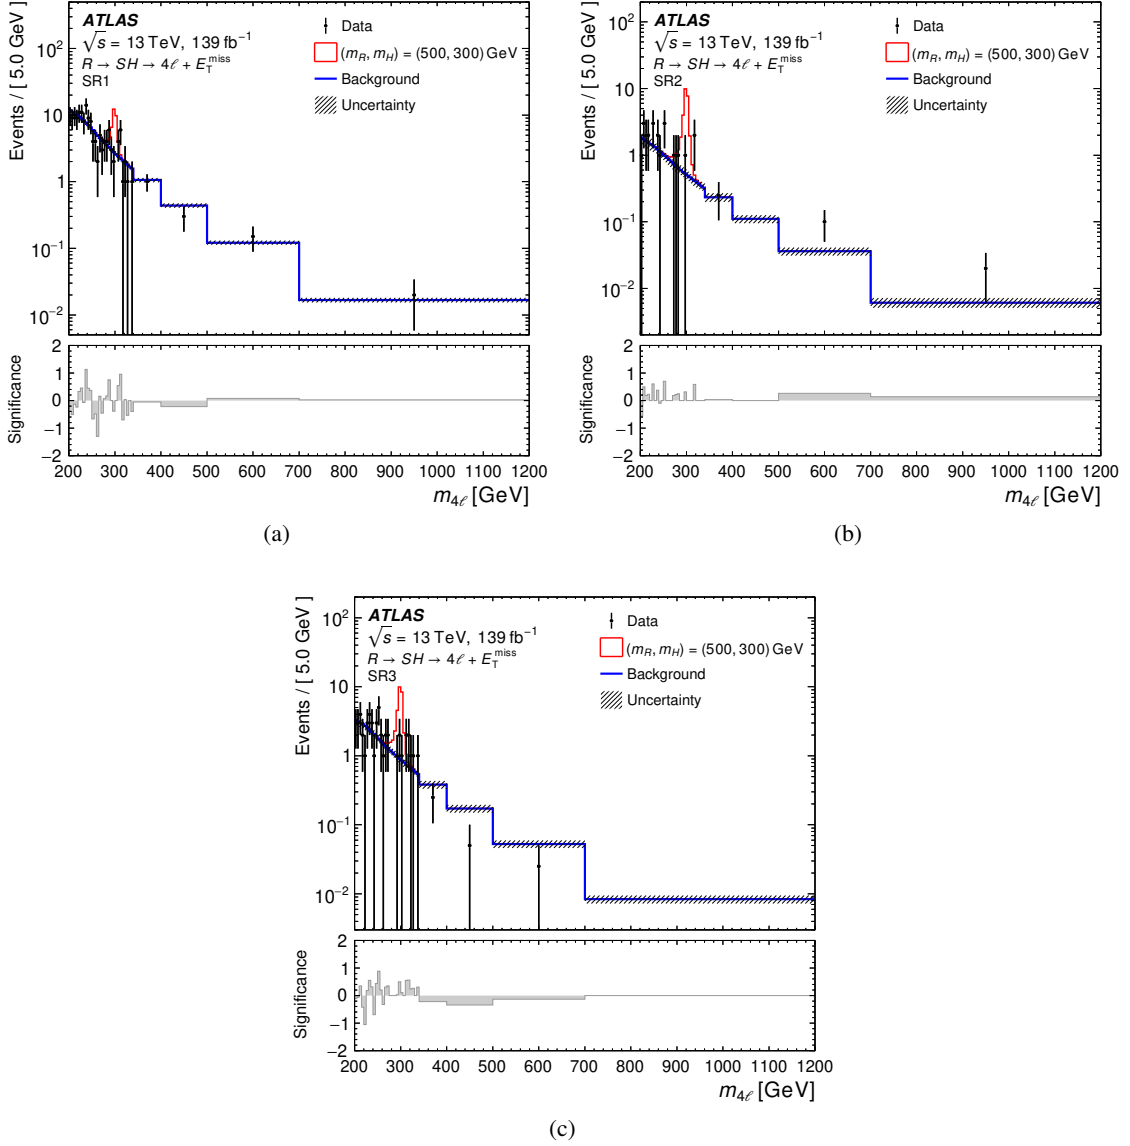 ATLAS
√s = 13 TeV, 139 fb⁻¹
R → SH → 4ℓ + E_T^miss
SR1
Data
(m_R, m_H) = (500, 300) GeV
Background
Uncertainty
Events / [ 5.0 GeV ]
10²
10
1
10⁻¹
10⁻²
Significance
2
1
0
−1
−2
200 300 400 500 600 700 800 900 1000 1100 1200
m_4ℓ [GeV]
(a)
ATLAS
√s = 13 TeV, 139 fb⁻¹
R → SH → 4ℓ + E_T^miss
SR2
Data
(m_R, m_H) = (500, 300) GeV
Background
Uncertainty
Events / [ 5.0 GeV ]
10²
10
1
10⁻¹
10⁻²
Significance
2
1
0
−1
−2
200 300 400 500 600 700 800 900 1000 1100 1200
m_4ℓ [GeV]
(b)
ATLAS
√s = 13 TeV, 139 fb⁻¹
R → SH → 4ℓ + E_T^miss
SR3
Data
(m_R, m_H) = (500, 300) GeV
Background
Uncertainty
Events / [ 5.0 GeV ]
10²
10
1
10⁻¹
10⁻²
Significance
2
1
0
−1
−2
200 300 400 500 600 700 800 900 1000 1100 1200
m_4ℓ [GeV]
(c)